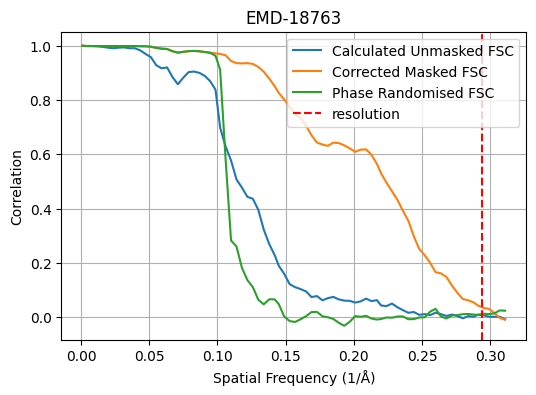 EMD-18763
Calculated Unmasked FSC
Corrected Masked FSC
Phase Randomised FSC
resolution
Correlation
1.0
0.8
0.6
0.4
0.2
0.0
0.00 0.05 0.10 0.15 0.20 0.25 0.30
Spatial Frequency (1/Å)